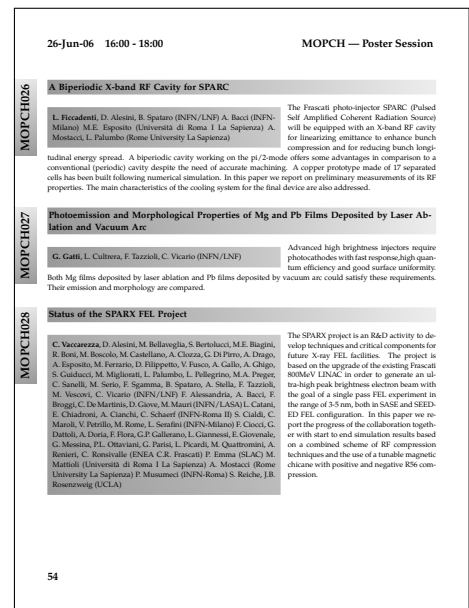 26-Jun-06 16:00 - 18:00 MOPCH — Poster Session
MOPCH026
A Biperiodic X-band RF Cavity for SPARC
L. Ficcadenti, D. Alesini, B. Spataro (INFN/LNF) A. Bacci (INFN-
Milano) M.E. Esposito (Università di Roma I La Sapienza) A.
Mostacci, L. Palumbo (Rome University La Sapienza)
The Frascati photo-injector SPARC (Pulsed
Self Amplified Coherent Radiation Source)
will be equipped with an X-band RF cavity
for linearizing emittance to enhance bunch
compression and for reducing bunch longi-
tudinal energy spread. A biperiodic cavity working on the pi/2-mode offers some advantages in comparison to a
conventional (periodic) cavity despite the need of accurate machining. A copper prototype made of 17 separated
cells has been built following numerical simulation. In this paper we report on preliminary measurements of its RF
properties. The main characteristics of the cooling system for the final device are also addressed.
MOPCH027
Photoemission and Morphological Properties of Mg and Pb Films Deposited by Laser Ab-
lation and Vacuum Arc
G. Gatti, L. Cultrera, F. Tazzioli, C. Vicario (INFN/LNF)
Advanced high brightness injectors require
photocathodes with fast response,high quan-
tum efficiency and good surface uniformity.
Both Mg films deposited by laser ablation and Pb films deposited by vacuum arc could satisfy these requirements.
Their emission and morphology are compared.
MOPCH028
Status of the SPARX FEL Project
C. Vaccarezza, D. Alesini, M. Bellaveglia, S. Bertolucci, M.E. Biagini,
R. Boni, M. Boscolo, M. Castellano, A. Clozza, G. Di Pirro, A. Drago,
A. Esposito, M. Ferrario, D. Filippetto, V. Fusco, A. Gallo, A. Ghigo,
S. Guiducci, M. Migliorati, L. Palumbo, L. Pellegrino, M.A. Preger,
C. Sanelli, M. Serio, F. Sgamma, B. Spataro, A. Stella, F. Tazzioli,
M. Vescovi, C. Vicario (INFN/LNF) F. Alessandria, A. Bacci, F.
Broggi, C. De Martinis, D. Giove, M. Mauri (INFN/LASA) L. Catani,
E. Chiadroni, A. Cianchi, C. Schaerf (INFN-Roma II) S. Cialdi, C.
Maroli, V. Petrillo, M. Rome, L. Serafini (INFN-Milano) F. Ciocci, G.
Dattoli, A. Doria, F. Flora, G.P. Gallerano, L. Giannessi, E. Giovenale,
G. Messina, P.L. Ottaviani, G. Parisi, L. Picardi, M. Quattromini, A.
Renieri, C. Ronsivalle (ENEA C.R. Frascati) P. Emma (SLAC) M.
Mattioli (Università di Roma I La Sapienza) A. Mostacci (Rome
University La Sapienza) P. Musumeci (INFN-Roma) S. Reiche, J.B.
Rosenzweig (UCLA)
The SPARX project is an R&D activity to de-
velop techniques and critical components for
future X-ray FEL facilities. The project is
based on the upgrade of the existing Frascati
800MeV LINAC in order to generate an ul-
tra-high peak brightness electron beam with
the goal of a single pass FEL experiment in
the range of 3-5 nm, both in SASE and SEED-
ED FEL configuration. In this paper we re-
port the progress of the collaboration togeth-
er with start to end simulation results based
on a combined scheme of RF compression
techniques and the use of a tunable magnetic
chicane with positive and negative R56 com-
pression.
54